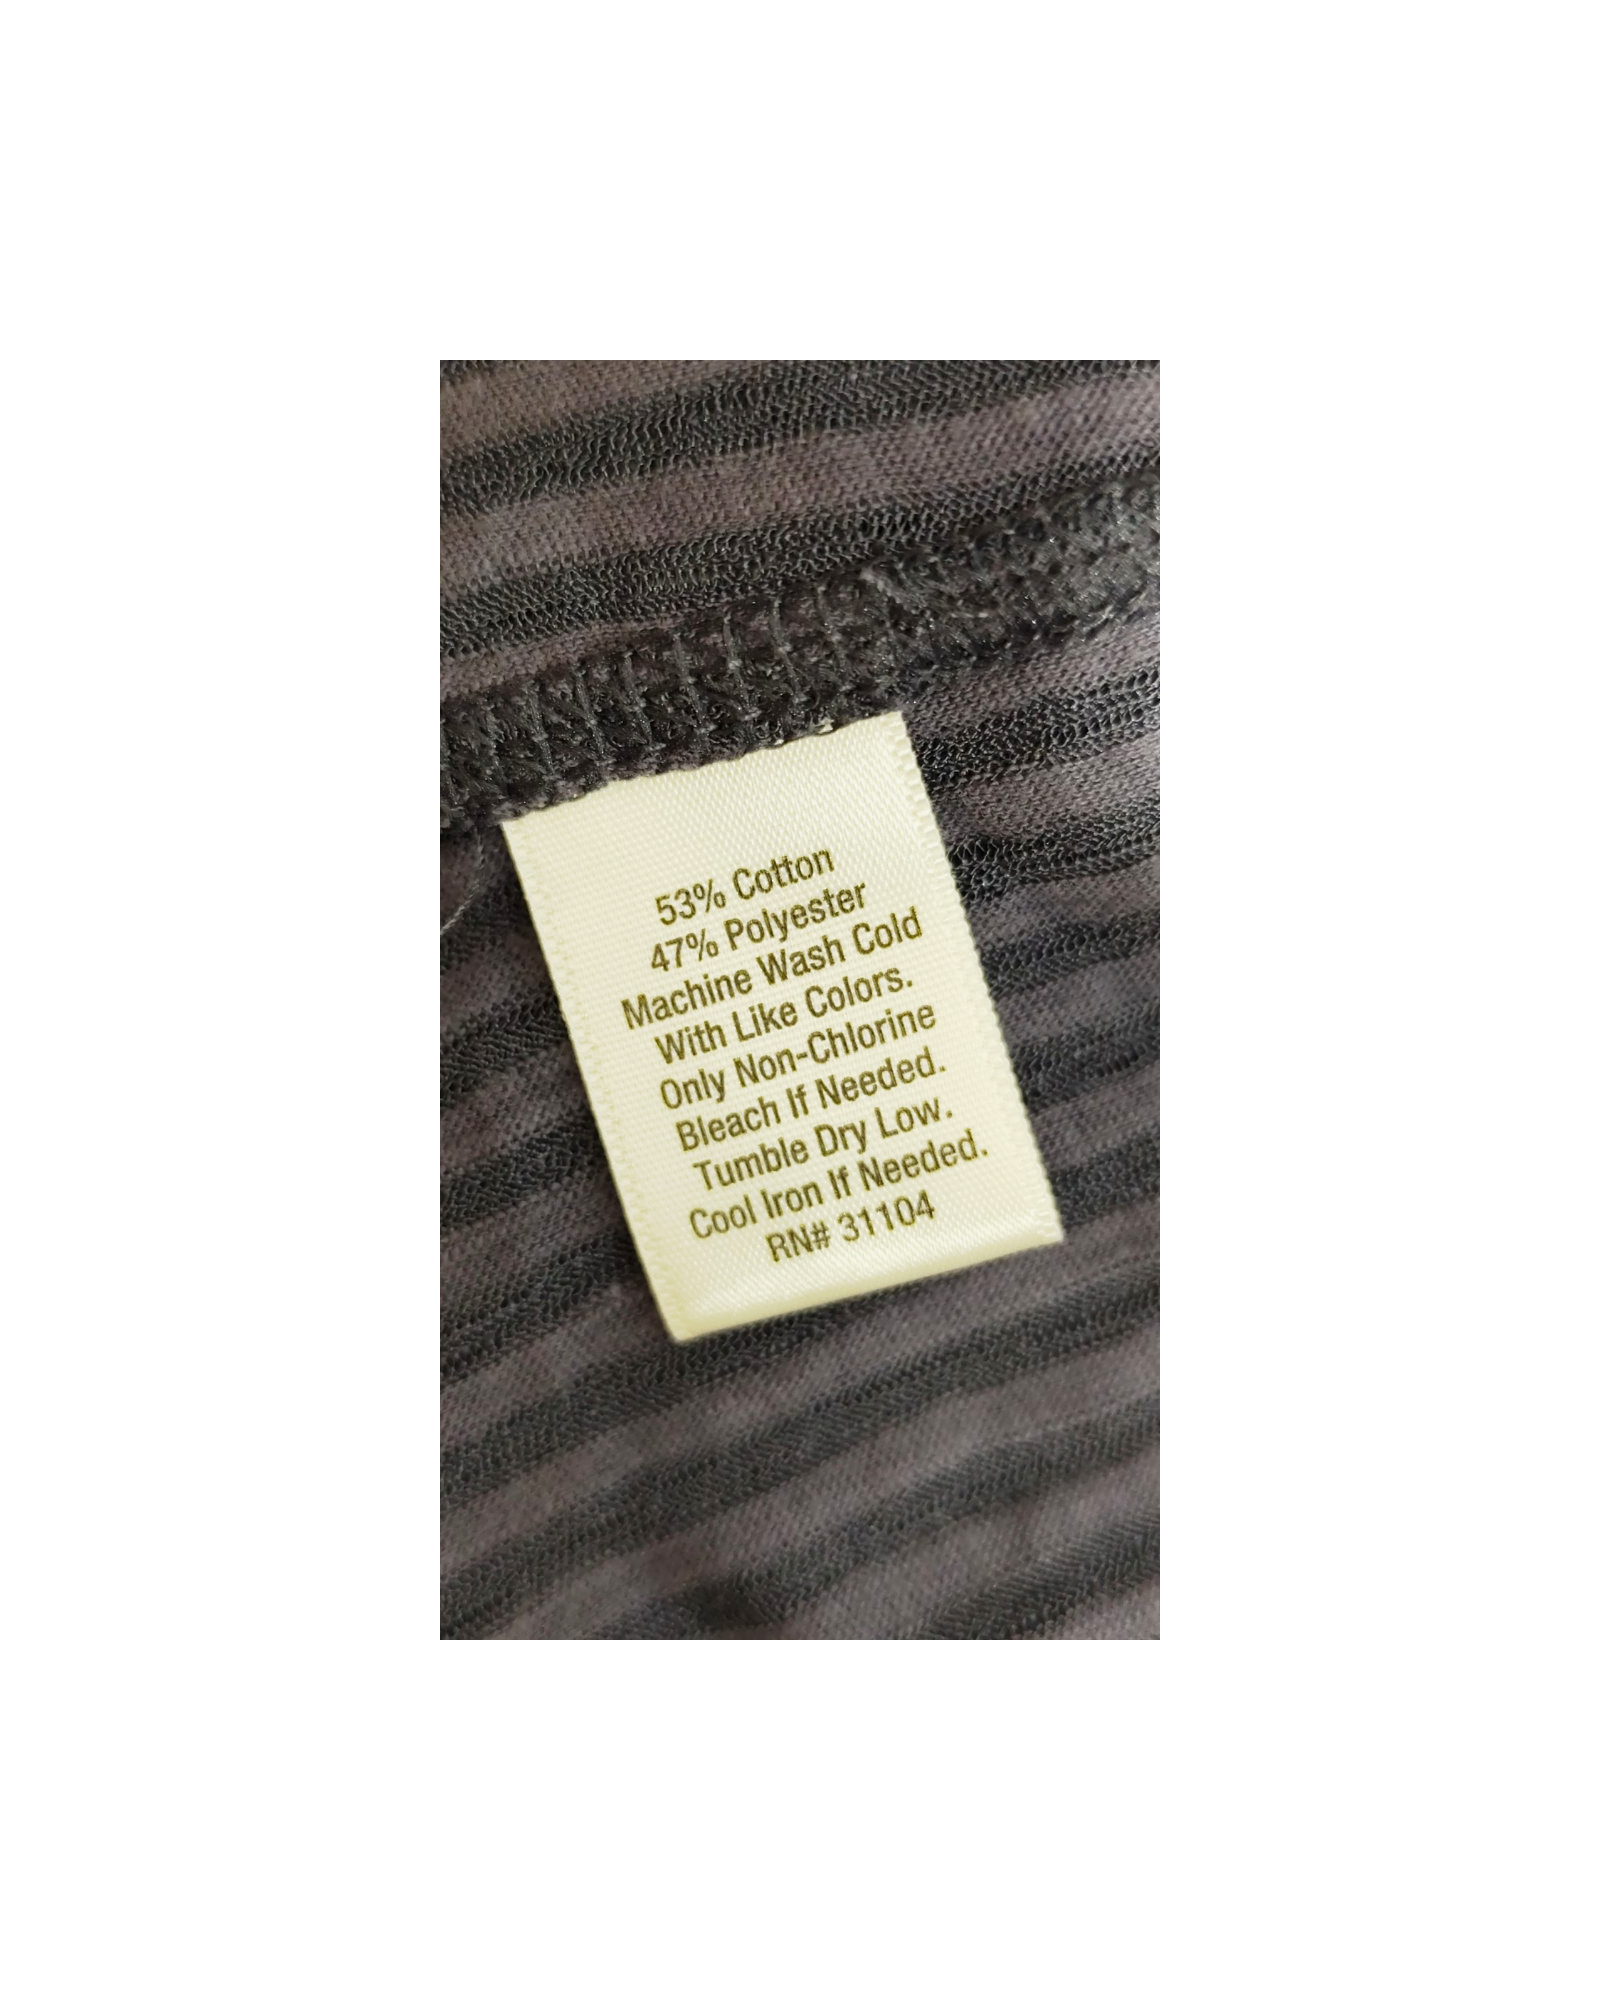 53% Cotton
47% Polyester
Machine Wash Cold
With Like Colors.
Only Non-Chlorine
Bleach If Needed.
Tumble Dry Low.
Cool Iron If Needed.
RN# 31104